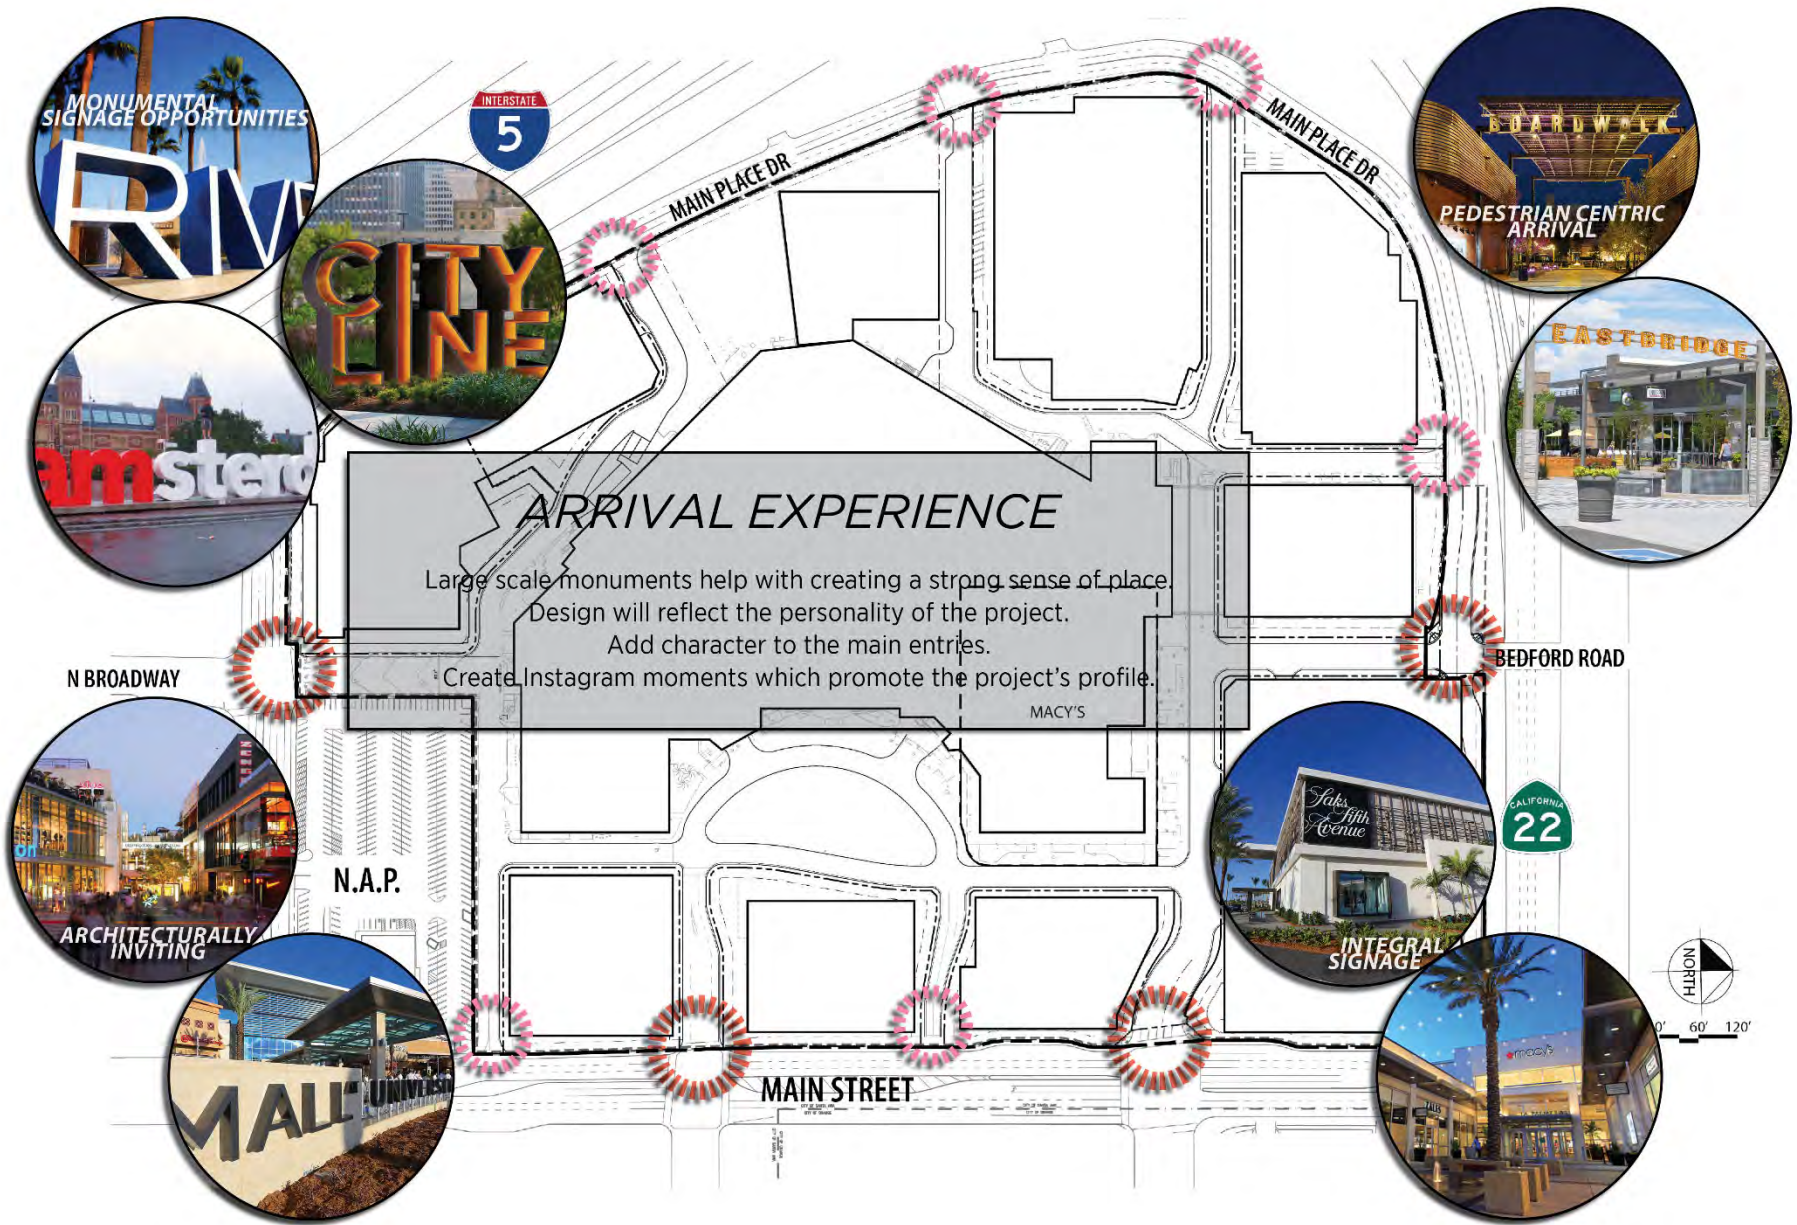 MONUMENTAL
SIGNAGE OPPORTUNITIES
RIV
INTERSTATE
5
CITY
LINE
amsterd
MAIN PLACE DR
MAIN PLACE DR
BOARDWALK
PEDESTRIAN CENTRIC
ARRIVAL
EASTBRIDGE
ARRIVAL EXPERIENCE
Large scale monuments help with creating a strong sense of place.
Design will reflect the personality of the project.
Add character to the main entries.
Create Instagram moments which promote the project's profile.
MACY'S
N BROADWAY
BEDFORD ROAD
N.A.P.
ARCHITECTURALLY
INVITING
MALL
UNIVERSI
Saks
Fifth
Avenue
INTEGRAL
SIGNAGE
CALIFORNIA
22
macy's
NORTH
0' 60' 120'
MAIN STREET